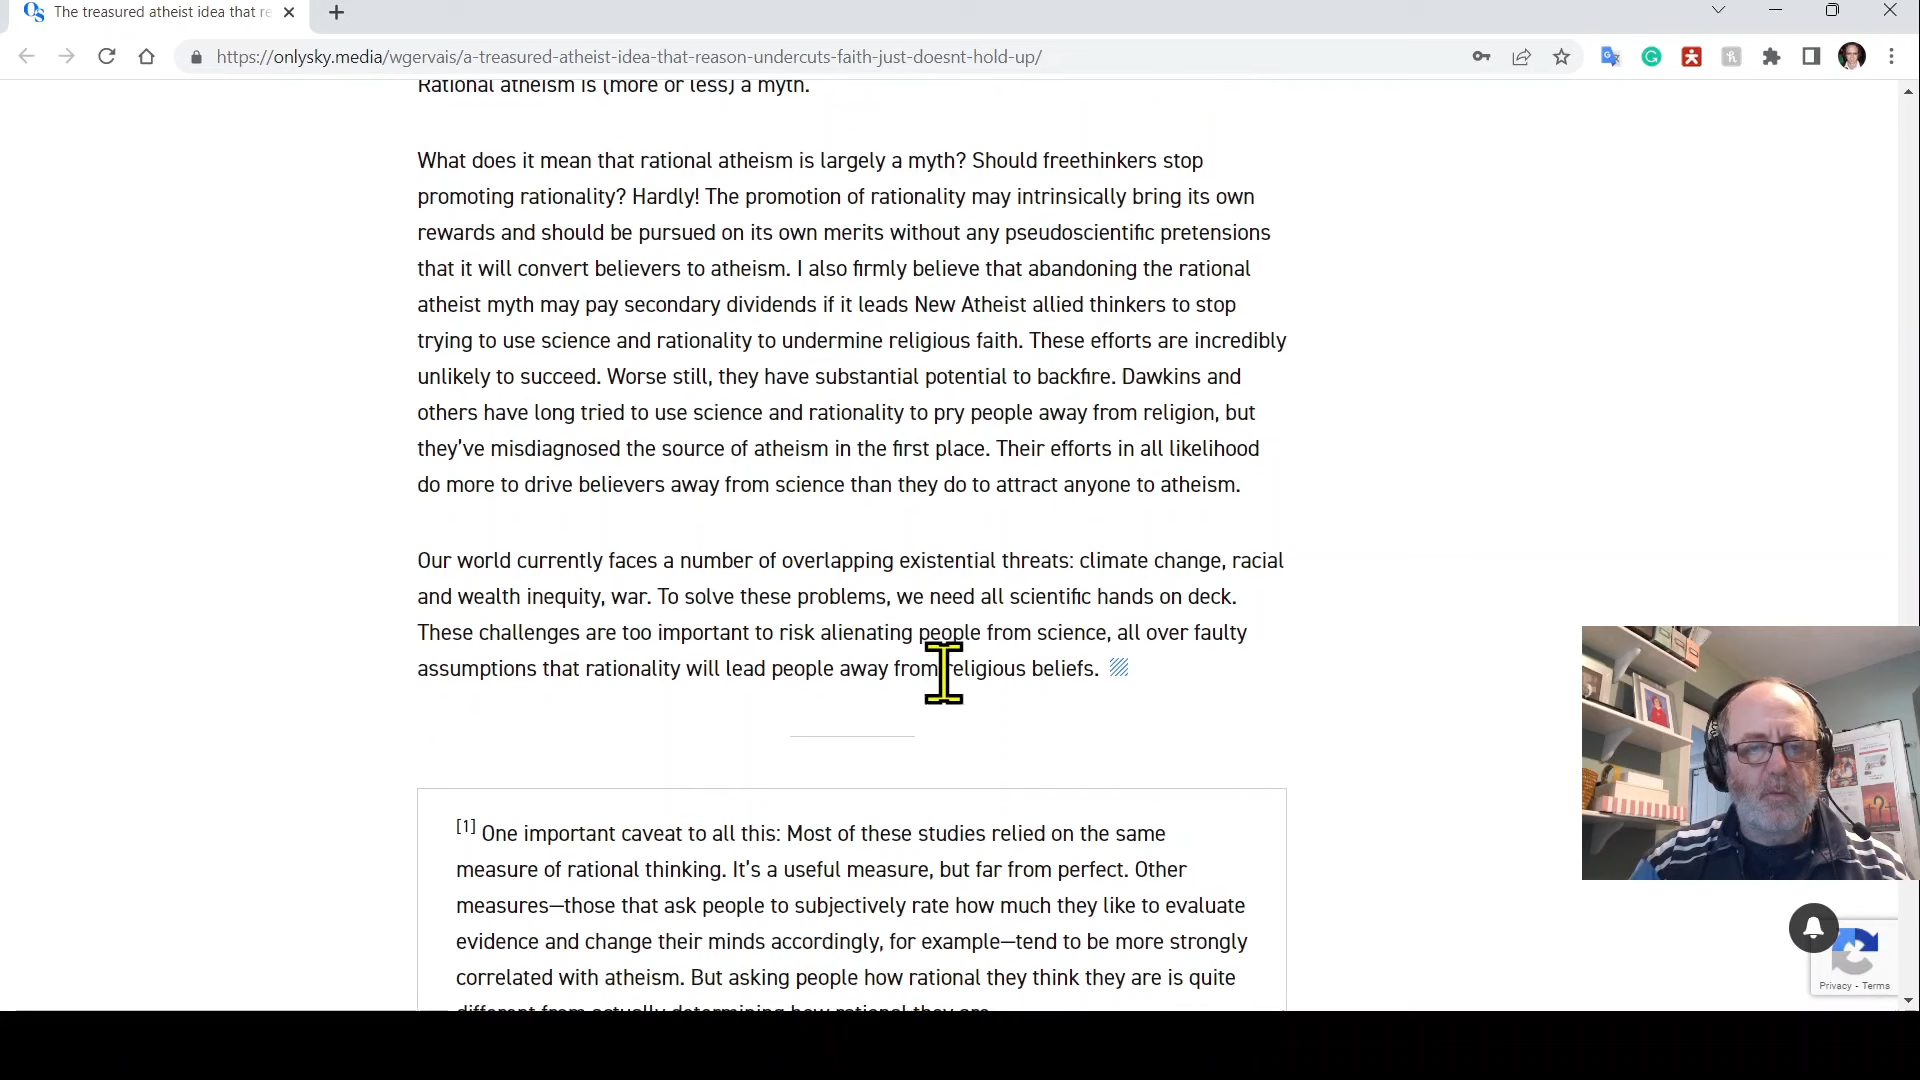 The treasured atheist idea that re
https://onlysky.media/wgervais/a-treasured-atheist-idea-that-reason-undercuts-faith-just-doesnt-hold-up/
Rational atheism is (more or less) a myth.
What does it mean that rational atheism is largely a myth? Should freethinkers stop
promoting rationality? Hardly! The promotion of rationality may intrinsically bring its own
rewards and should be pursued on its own merits without any pseudoscientific pretensions
that it will convert believers to atheism. I also firmly believe that abandoning the rational
atheist myth may pay secondary dividends if it leads New Atheist allied thinkers to stop
trying to use science and rationality to undermine religious faith. These efforts are incredibly
unlikely to succeed. Worse still, they have substantial potential to backfire. Dawkins and
others have long tried to use science and rationality to pry people away from religion, but
they've misdiagnosed the source of atheism in the first place. Their efforts in all likelihood
do more to drive believers away from science than they do to attract anyone to atheism.
Our world currently faces a number of overlapping existential threats: climate change, racial
and wealth inequity, war. To solve these problems, we need all scientific hands on deck.
These challenges are too important to risk alienating people from science, all over faulty
assumptions that rationality will lead people away from religious beliefs.
[1] One important caveat to all this: Most of these studies relied on the same
measure of rational thinking. It's a useful measure, but far from perfect. Other
measures—those that ask people to subjectively rate how much they like to evaluate
evidence and change their minds accordingly, for example—tend to be more strongly
correlated with atheism. But asking people how rational they think they are is quite
different from actually determining how rational they are.
Privacy - Terms